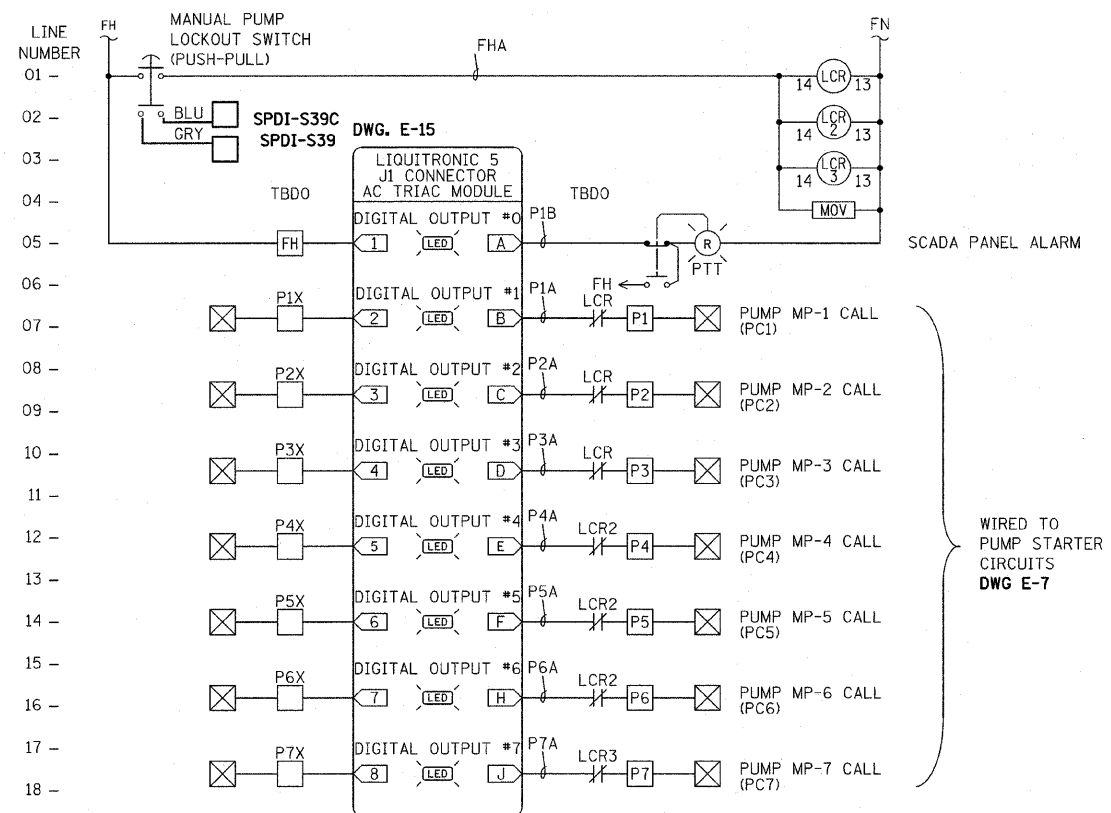 LINE NUMBER
FH
MANUAL PUMP
LOCKOUT SWITCH
(PUSH-PULL)
FHA
FN
01 –
14 LCR 13
02 –
BLU
SPDI-S39C
GRY
SPDI-S39
DWG. E-15
14 LCR 2 13
03 –
LIQUITRONIC 5
J1 CONNECTOR
AC TRIAC MODULE
14 LCR 3 13
04 –
TBDO
TBDO
MOV
DIGITAL OUTPUT #0
P1B
05 –
FH
1 LED A
R
PTT
SCADA PANEL ALARM
06 –
FH
P1X
DIGITAL OUTPUT #1
P1A
LCR
07 –
2 LED B
P1
PUMP MP-1 CALL
(PC1)
08 –
P2X
DIGITAL OUTPUT #2
P2A
LCR
3 LED C
P2
PUMP MP-2 CALL
(PC2)
09 –
10 –
P3X
DIGITAL OUTPUT #3
P3A
LCR
4 LED D
P3
PUMP MP-3 CALL
(PC3)
11 –
12 –
P4X
DIGITAL OUTPUT #4
P4A
LCR2
5 LED E
P4
PUMP MP-4 CALL
(PC4)
WIRED TO
PUMP STARTER
CIRCUITS
DWG E-7
13 –
P5X
DIGITAL OUTPUT #5
P5A
LCR2
14 –
6 LED F
P5
PUMP MP-5 CALL
(PC5)
15 –
P6X
DIGITAL OUTPUT #6
P6A
LCR2
16 –
7 LED H
P6
PUMP MP-6 CALL
(PC6)
17 –
P7X
DIGITAL OUTPUT #7
P7A
LCR3
8 LED J
P7
PUMP MP-7 CALL
(PC7)
18 –